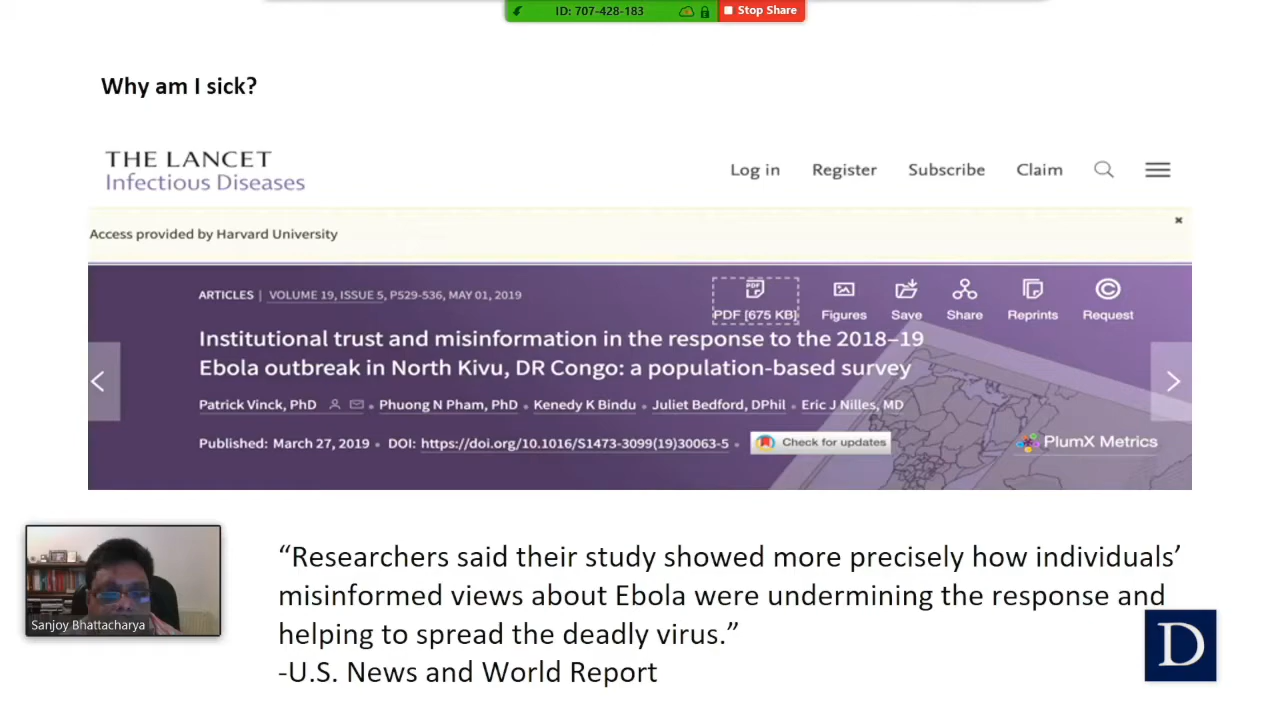 ID: 707-428-183
Stop Share
Why am I sick?
THE LANCET
Infectious Diseases
Log in
Register
Subscribe
Claim
Access provided by Harvard University
ARTICLES | VOLUME 19, ISSUE 5, P529-536, MAY 01, 2019
PDF [675 KB]
Figures
Save
Share
Reprints
Request
Institutional trust and misinformation in the response to the 2018–19
Ebola outbreak in North Kivu, DR Congo: a population-based survey
Patrick Vinck, PhD • Phuong N Pham, PhD • Kenedy K Bindu • Juliet Bedford, DPhil • Eric J Nilles, MD
Published: March 27, 2019 • DOI: https://doi.org/10.1016/S1473-3099(19)30063-5 •
Check for updates
PlumX Metrics
Sanjoy Bhattacharya
“Researchers said their study showed more precisely how individuals’
misinformed views about Ebola were undermining the response and
helping to spread the deadly virus.”
-U.S. News and World Report
D